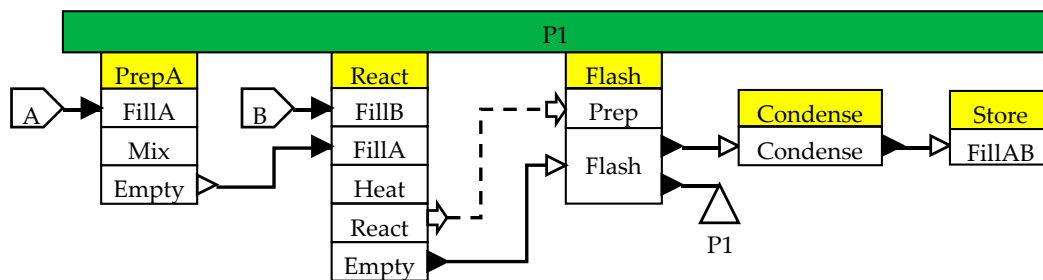 P1
PrepA
FillA
Mix
Empty
A
React
FillB
FillA
Heat
React
Empty
B
Flash
Prep
Flash
P1
Condense
Condense
Store
FillAB